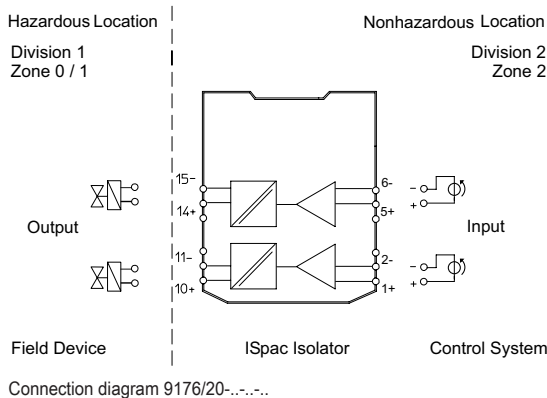 Hazardous Location
Nonhazardous Location
Division 1
Zone 0 / 1
Division 2
Zone 2
15-
6-
14+
5+
- 
+
Output
Input
11-
2-
10+
1+
-
+
Field Device
ISpac Isolator
Control System
Connection diagram 9176/20-..-..-..